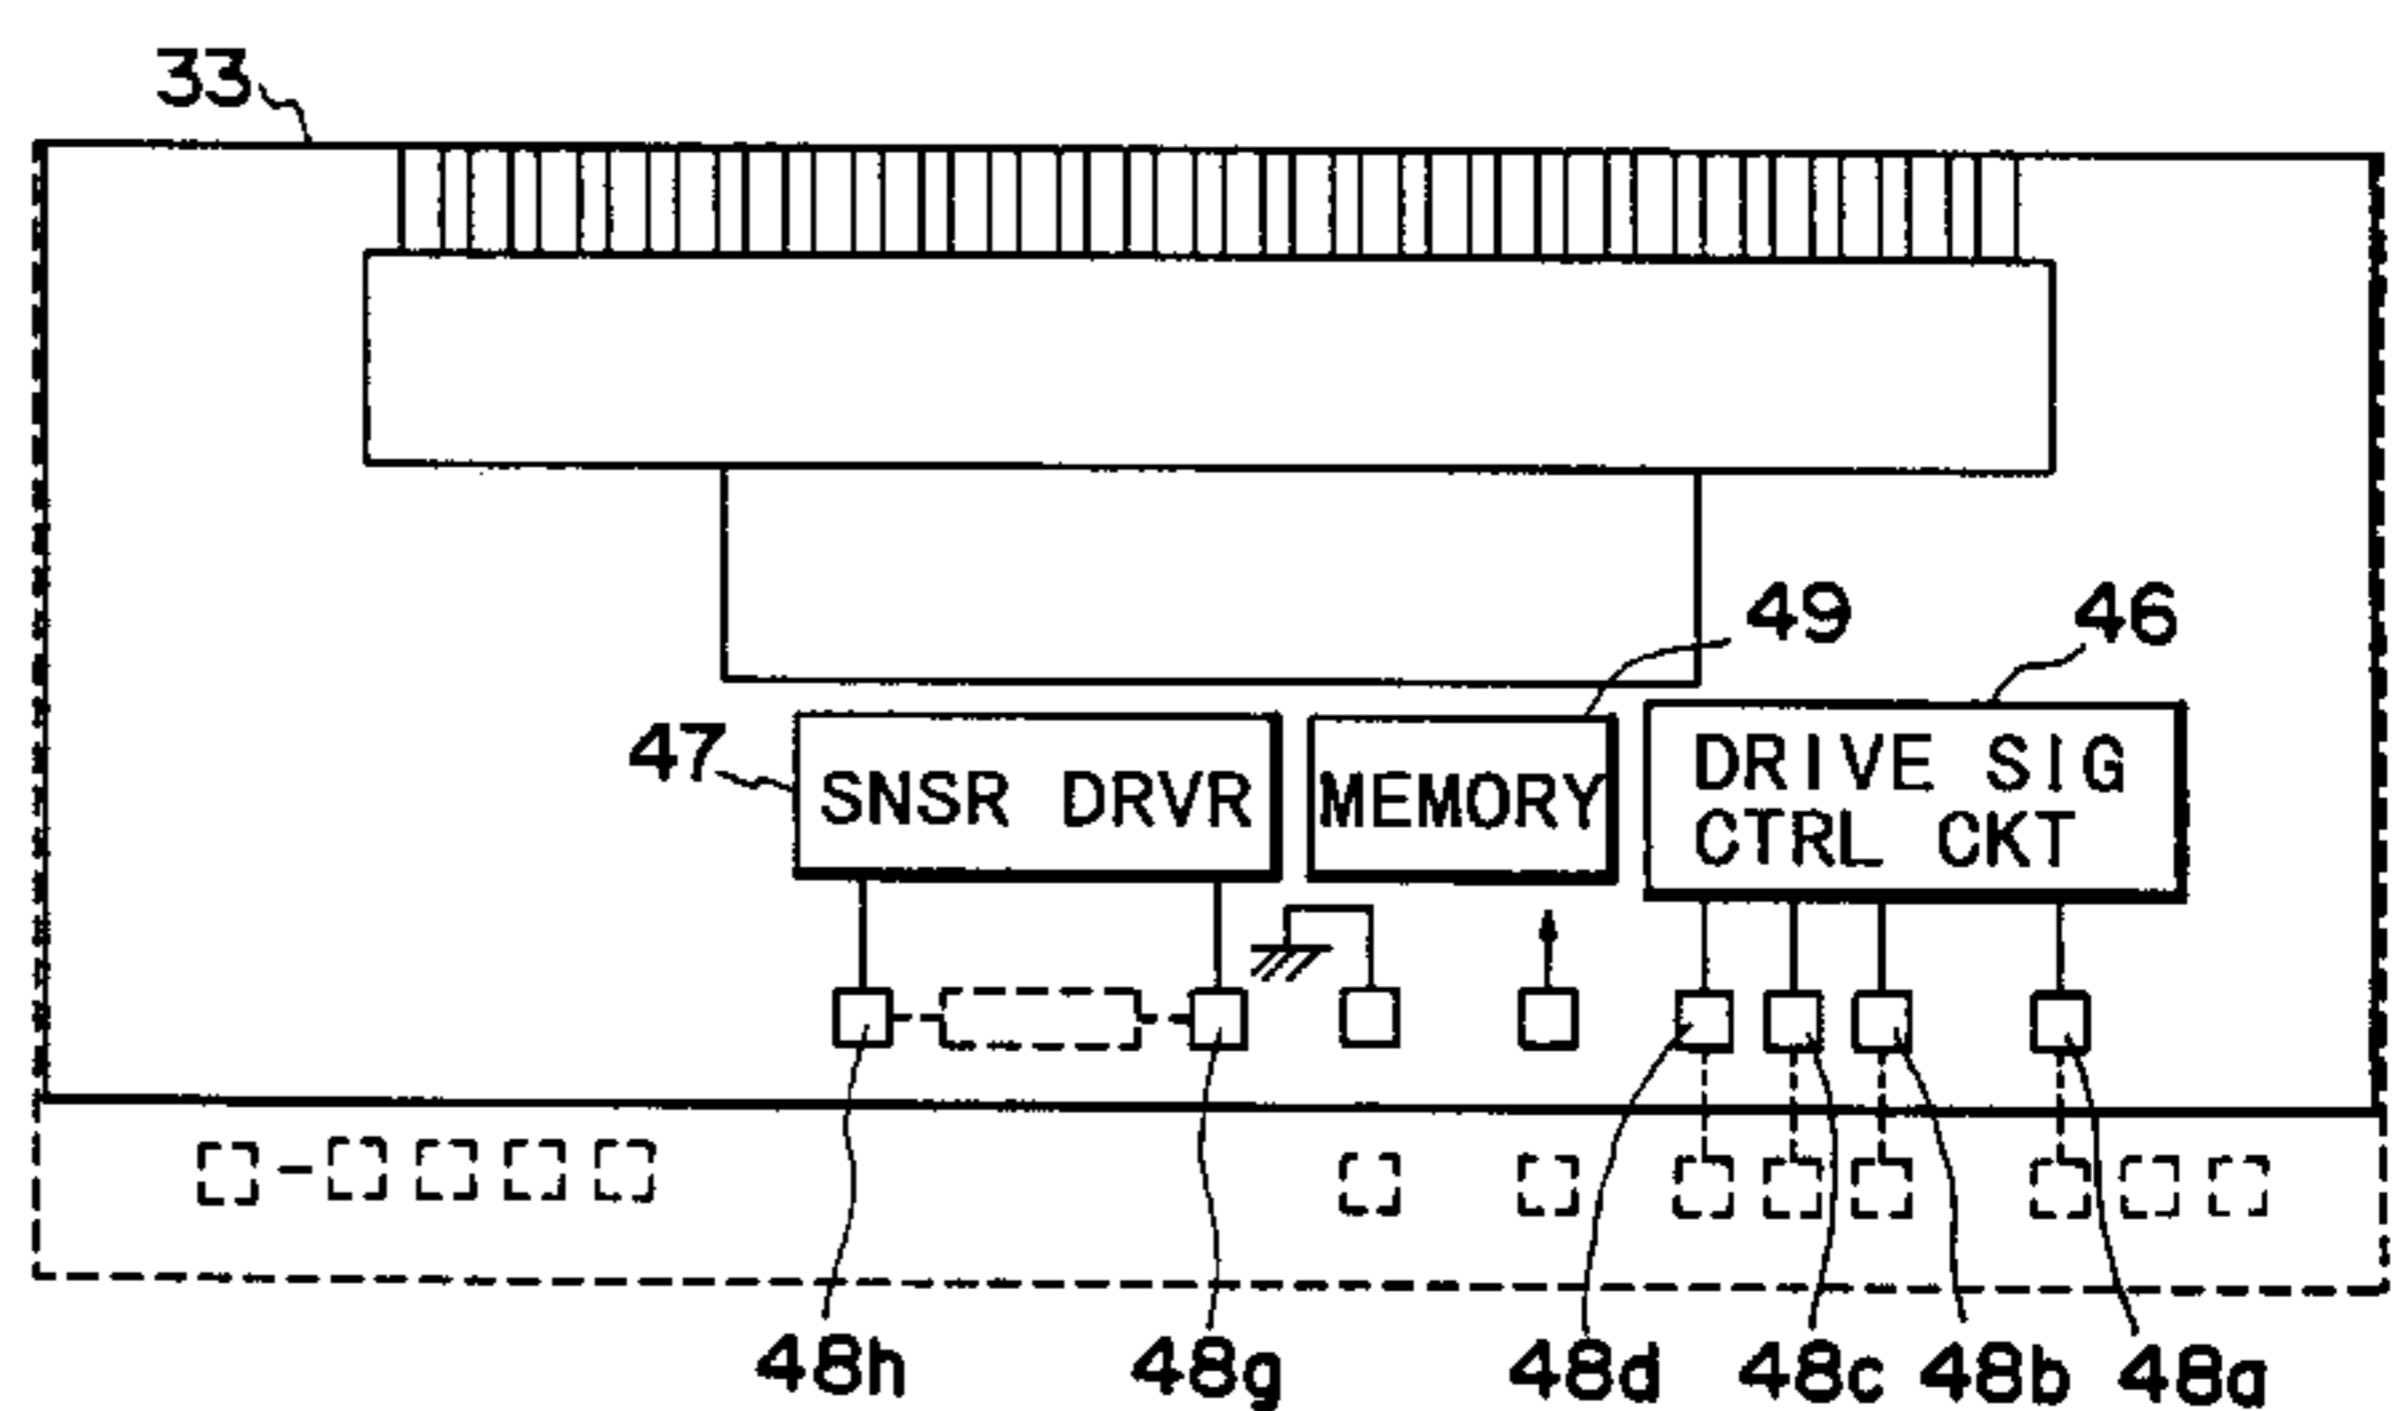 33
49
46
47
SNSR DRVR
MEMORY
DRIVE SIG
CTRL CKT
48h
48g
48d
48c
48b
48a